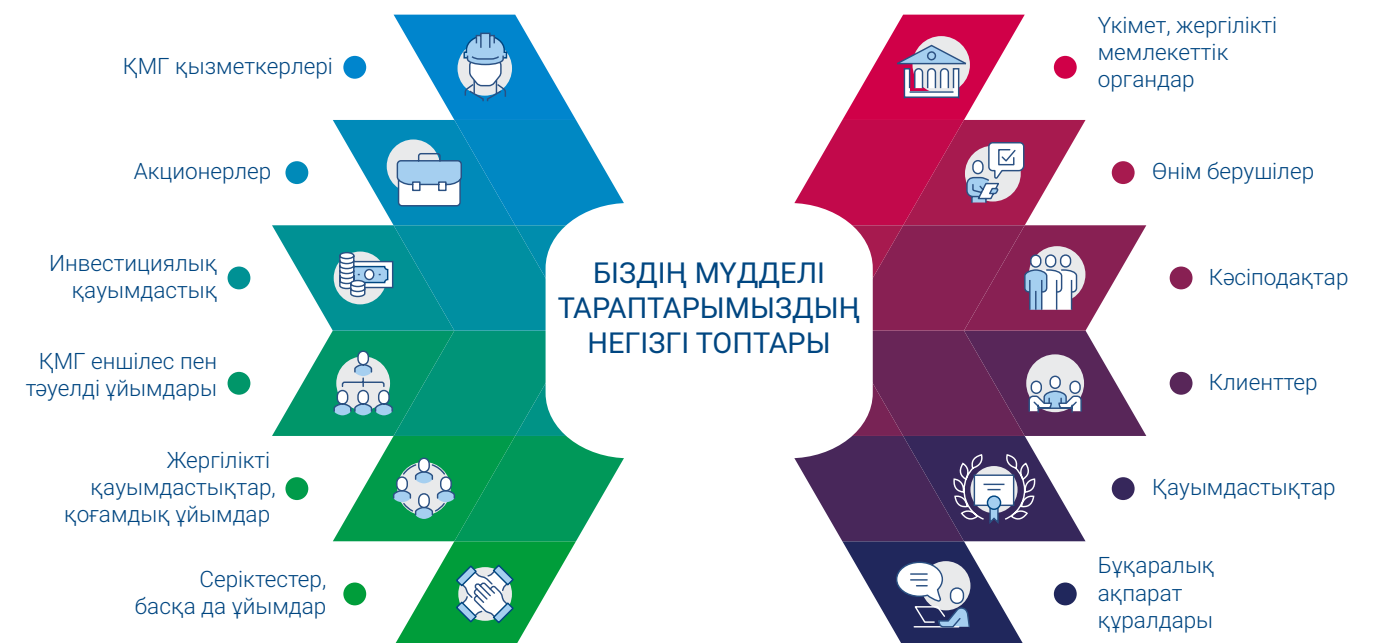 ҚМГ қызметкерлері
Акционерлер
Инвестициялық
қауымдастық
ҚМГ еншілес пен
тәуелді ұйымдары
Жергілікті
қауымдастықтар,
қоғамдық ұйымдар
Серіктестер,
басқа да ұйымдар
БІЗДІҢ МҮДДЕЛІ
ТАРАПТАРЫМЫЗДЫҢ
НЕГІЗГІ ТОПТАРЫ
Үкімет, жергілікті
мемлекеттік
органдар
Өнім берушілер
Кәсіподақтар
Клиенттер
Қауымдастықтар
Бұқаралық
ақпарат
құралдары